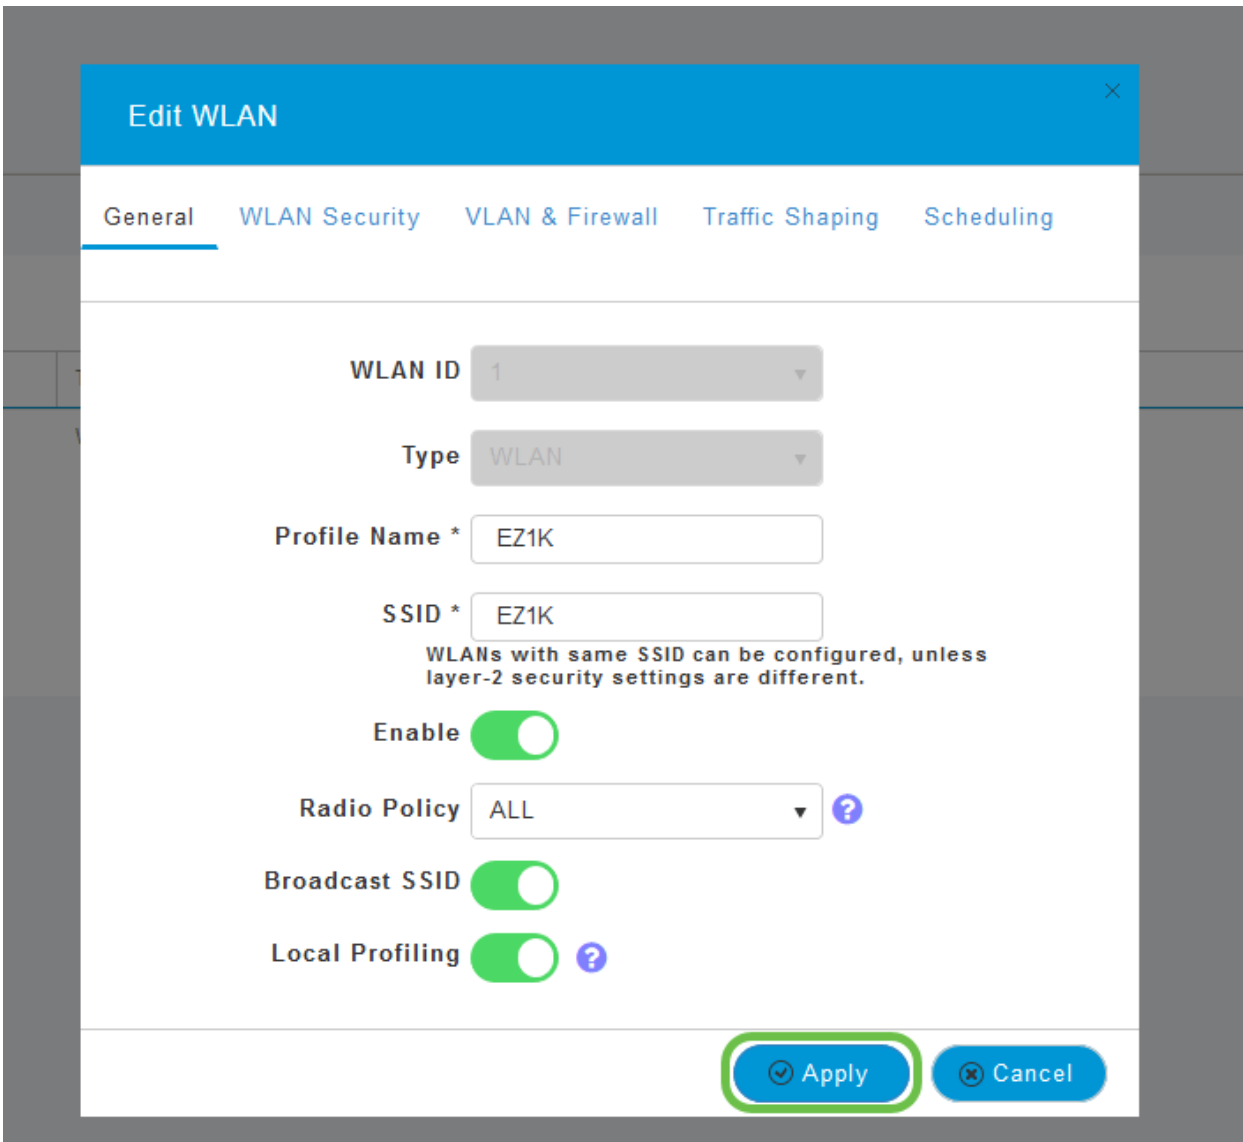 Edit WLAN
General WLAN Security VLAN & Firewall Traffic Shaping Scheduling
WLAN ID 1
Type WLAN
Profile Name * EZ1K
SSID * EZ1K
WLANs with same SSID can be configured, unless
layer-2 security settings are different.
Enable
Radio Policy ALL ?
Broadcast SSID
Local Profiling ?
Apply Cancel